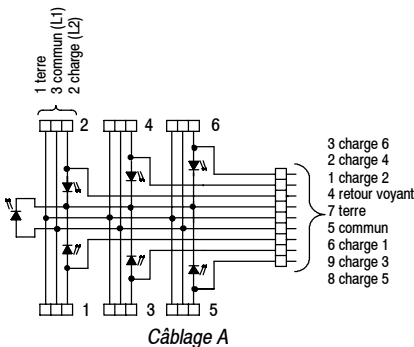 1 terre
3 commun (L1)
2 charge (L2)
2
4
6
3 charge 6
2 charge 4
1 charge 2
4 retour voyant
7 terre
5 commun
6 charge 1
9 charge 3
8 charge 5
1
3
5
Câblage A